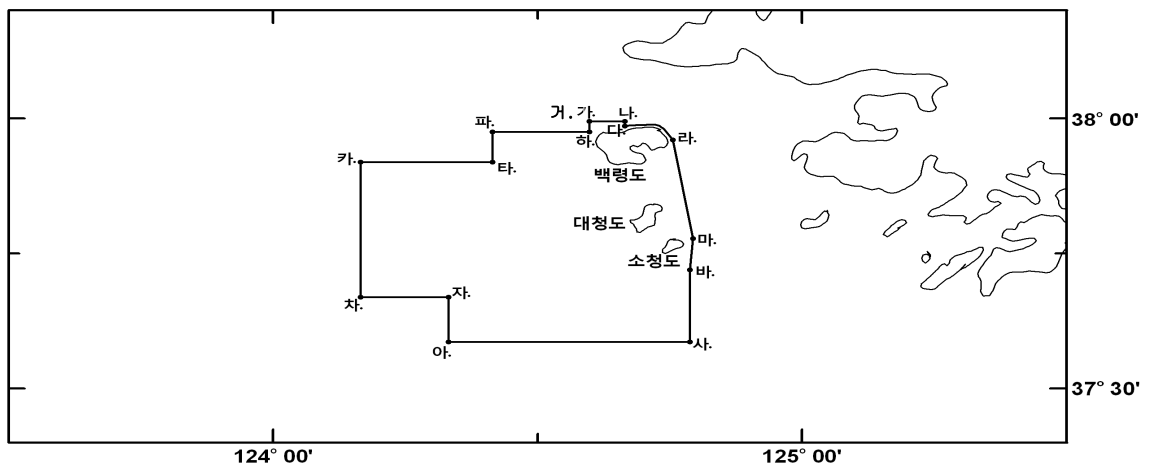 거. 가. 나.
파. 다.
하. 라.
카. 타.
백령도
대청도
마.
소청도 바.
차. 자.
아. 사.
38° 00'
37° 30'
124° 00' 125° 00'